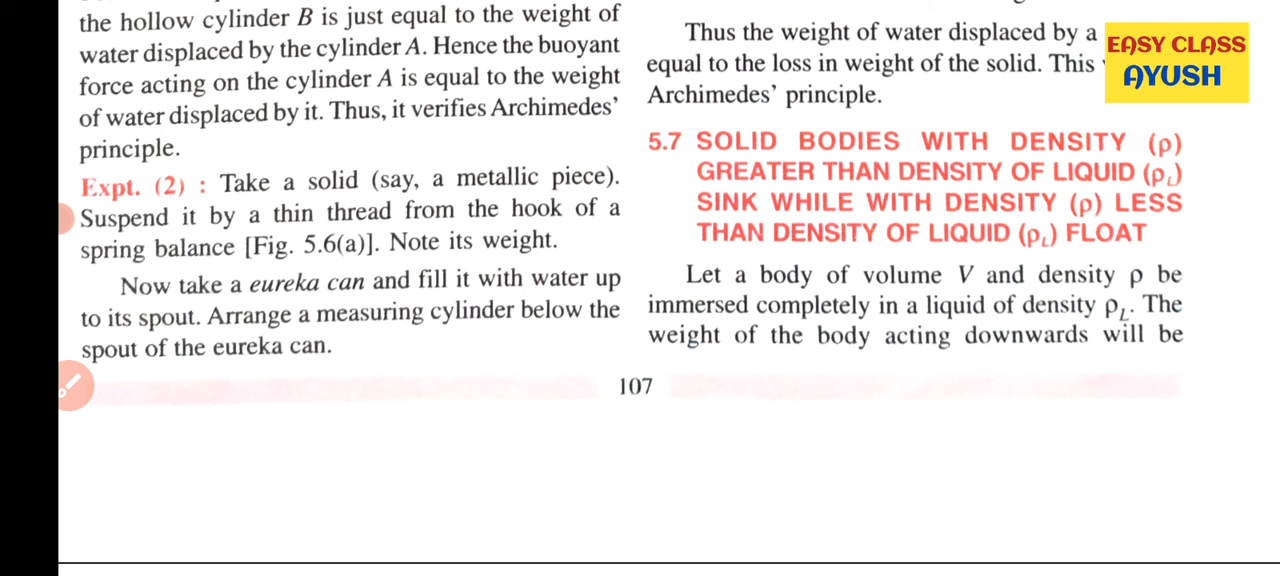 the hollow cylinder B is just equal to the weight of
water displaced by the cylinder A. Hence the buoyant
force acting on the cylinder A is equal to the weight
of water displaced by it. Thus, it verifies Archimedes'
principle.
Expt. (2) : Take a solid (say, a metallic piece).
Suspend it by a thin thread from the hook of a
spring balance [Fig. 5.6(a)]. Note its weight.
Now take a eureka can and fill it with water up
to its spout. Arrange a measuring cylinder below the
spout of the eureka can.
Thus the weight of water displaced by a
equal to the loss in weight of the solid. This
Archimedes' principle.
5.7 SOLID BODIES WITH DENSITY (ρ)
GREATER THAN DENSITY OF LIQUID (ρL)
SINK WHILE WITH DENSITY (ρ) LESS
THAN DENSITY OF LIQUID (ρL) FLOAT
Let a body of volume V and density ρ be
immersed completely in a liquid of density ρL. The
weight of the body acting downwards will be
107
EASY CLASS
AYUSH